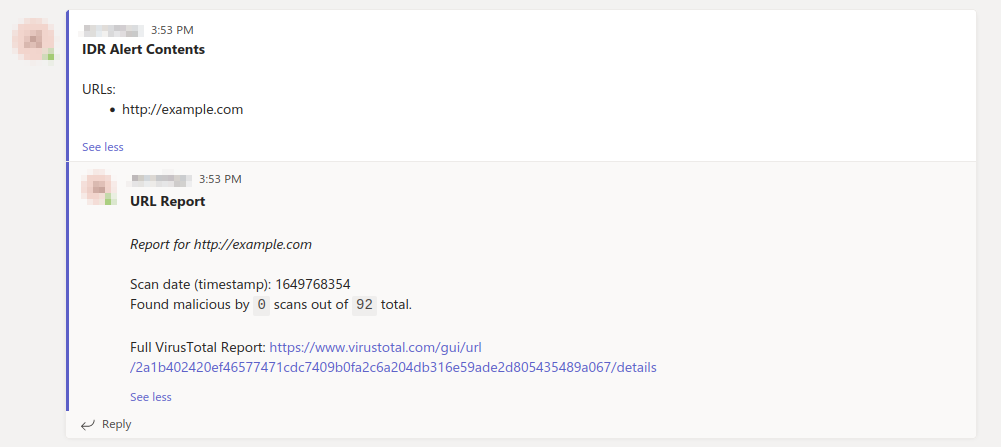 3:53 PM
IDR Alert Contents
URLs:
• http://example.com
See less
3:53 PM
URL Report
Report for http://example.com
Scan date (timestamp): 1649768354
Found malicious by 0 scans out of 92 total.
Full VirusTotal Report: https://www.virustotal.com/gui/url
/2a1b402420ef46577471cdc7409b0fa2c6a204db316e59ade2d805435489a067/details
See less
Reply